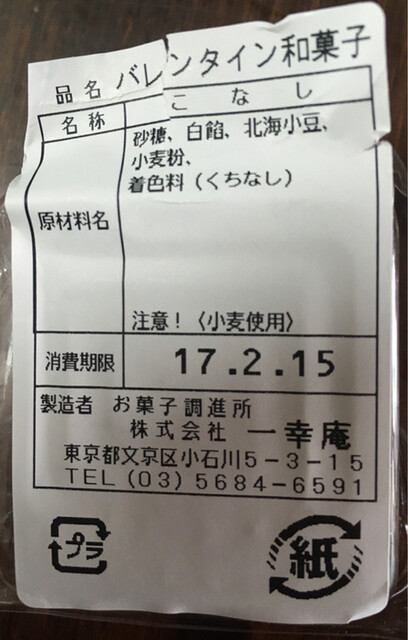 品名 バレンタイン和菓子
名称 こなし
原材料名 砂糖、白餡、北海小豆、
小麦粉、
着色料(くちなし)
注意!〈小麦使用〉
消費期限 17.2.15
製造者 お菓子調進所
株式会社 一幸庵
東京都文京区小石川5-3-15
TEL(03)5684-6591
プラ 紙